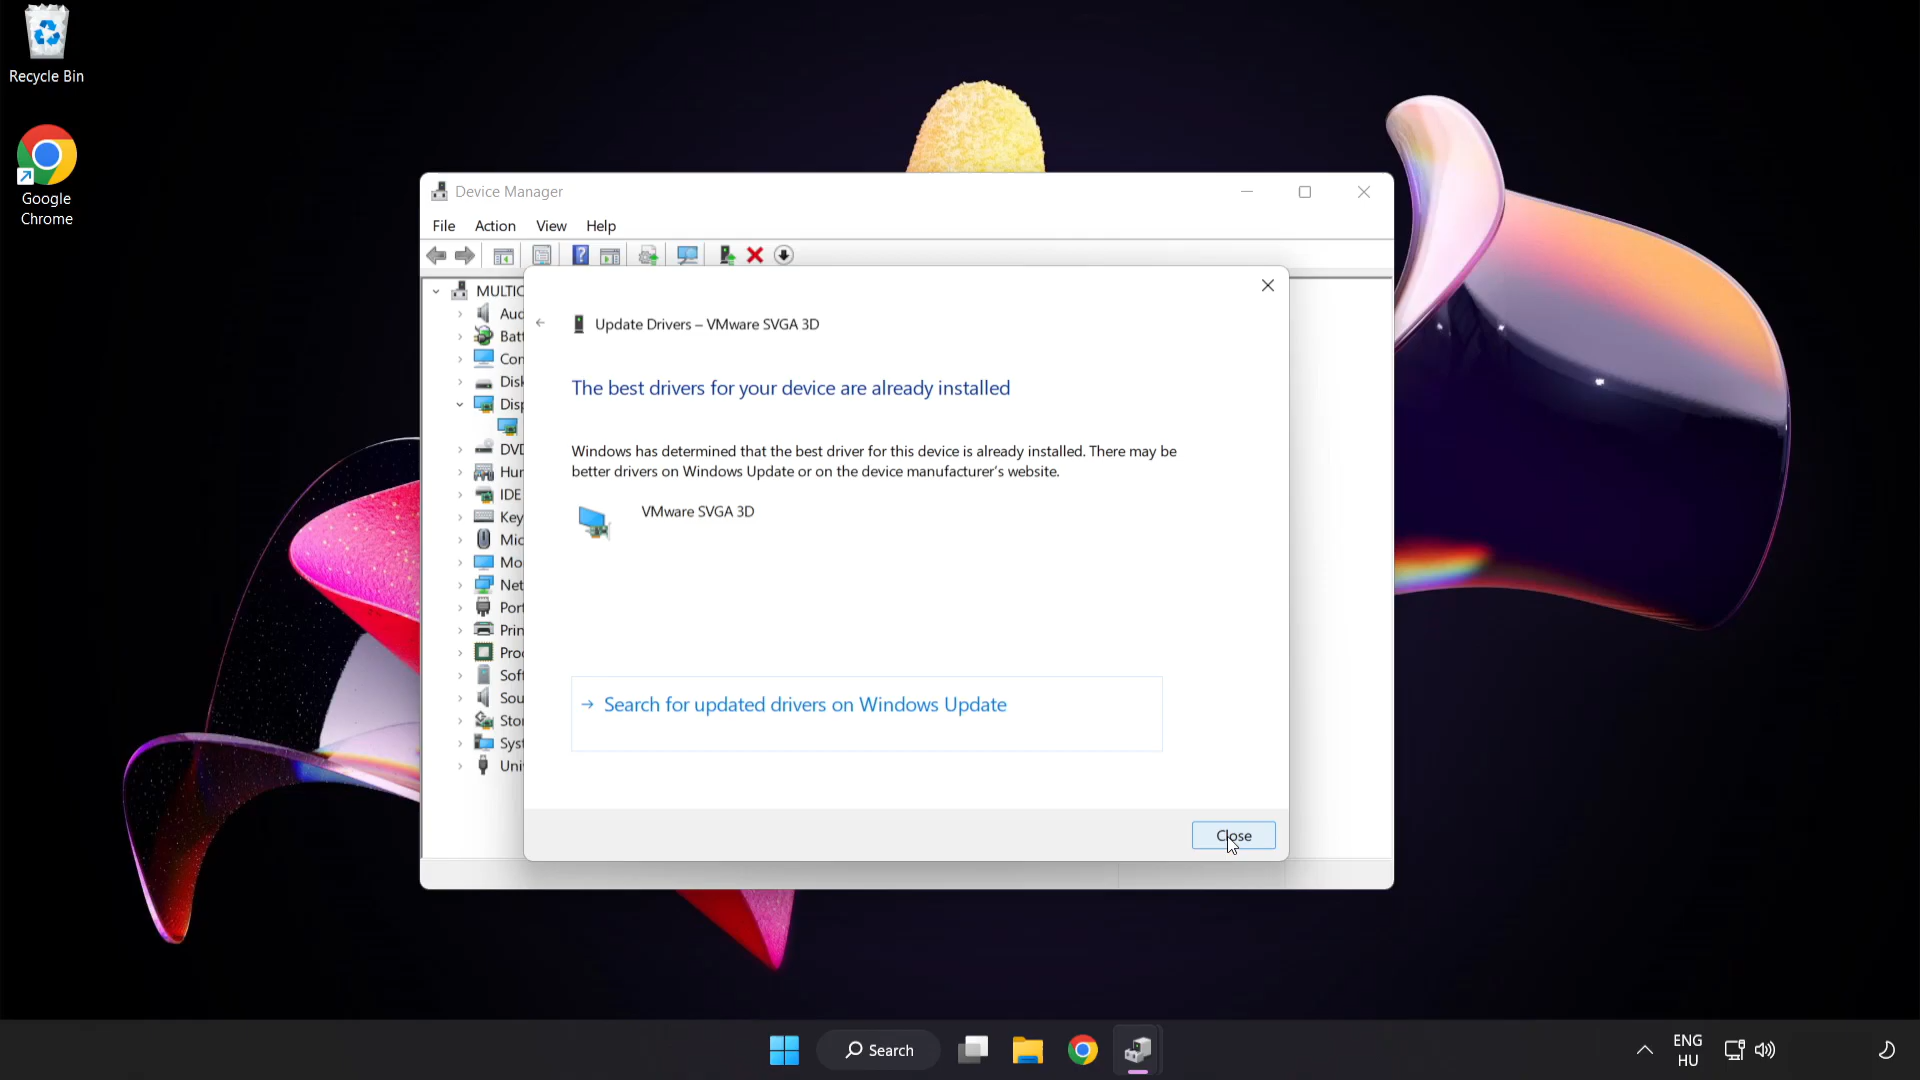 Recycle Bin
Google
Chrome
Device Manager
File Action View Help
MULTIC
Aud
Batt
Con
Disk
Disp
DVD
Hur
IDE
Key
Mic
Mo
Net
Port
Prin
Proc
Soft
Sou
Stor
Syst
Uni
Update Drivers – VMware SVGA 3D
The best drivers for your device are already installed
Windows has determined that the best driver for this device is already installed. There may be
better drivers on Windows Update or on the device manufacturer's website.
VMware SVGA 3D
Search for updated drivers on Windows Update
Close
Search
ENG
HU